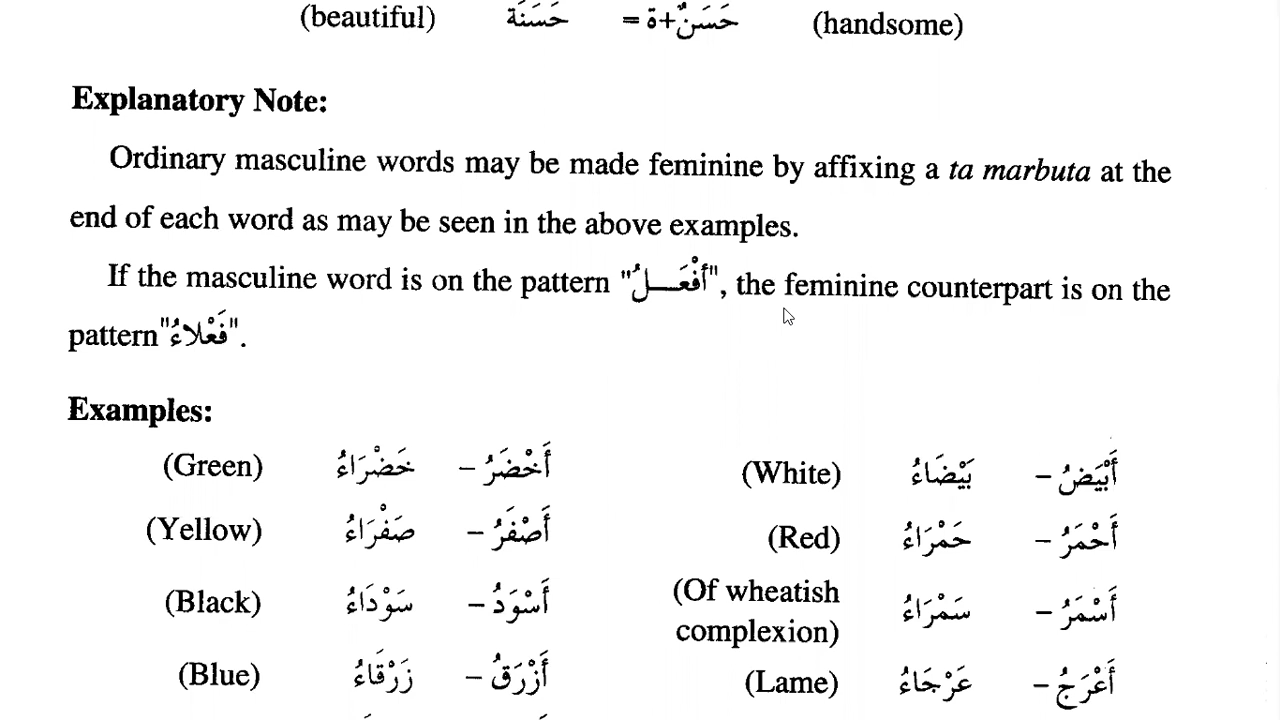 (beautiful) حَسَنَة = حَسَنٌ+ة (handsome)
Explanatory Note:
Ordinary masculine words may be made feminine by affixing a ta marbuta at the
end of each word as may be seen in the above examples.
If the masculine word is on the pattern "أفْعَـــلُ", the feminine counterpart is on the
pattern "فَعْلاءُ".
Examples:
(Green) خَضْرَاءُ – أَخْضَرُ (White) بَيْضَاءُ – أَبْيَضُ
(Yellow) صَفْرَاءُ – أَصْفَرُ (Red) حَمْرَاءُ – أَحْمَرُ
(Black) سَوْدَاءُ – أَسْوَدُ (Of wheatish
complexion) سَمْرَاءُ – أَسْمَرُ
(Blue) زَرْقَاءُ – أَزْرَقُ (Lame) عَرْجَاءُ – أَعْرَجُ